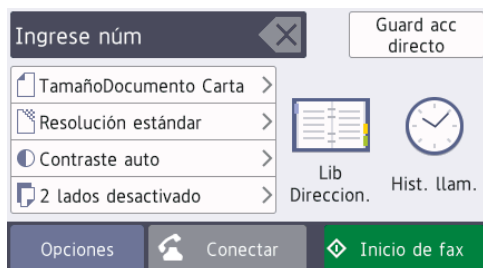 Ingrese núm
Guard acc
directo
TamañoDocumento Carta
Resolución estándar
Contraste auto
2 lados desactivado
Lib
Direccion.
Hist. llam.
Opciones
Conectar
Inicio de fax